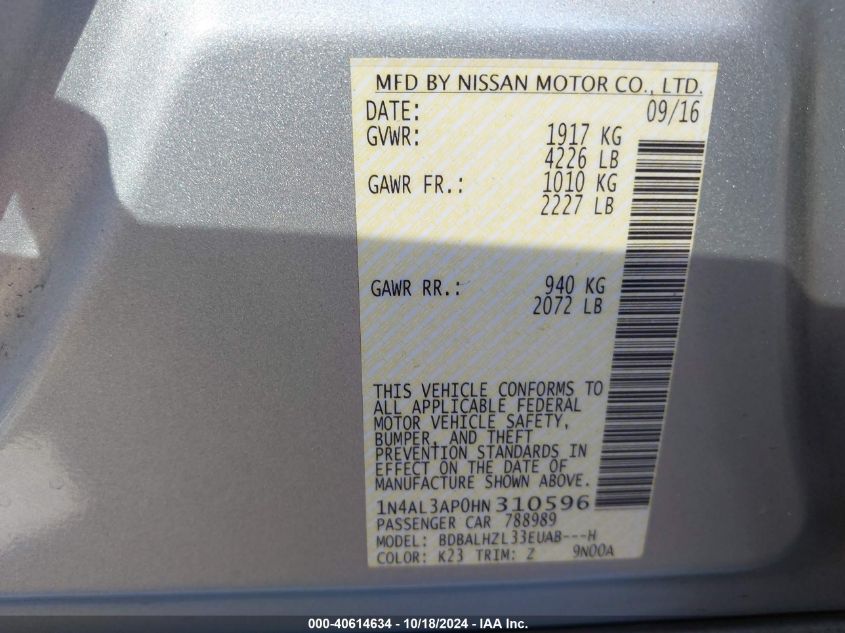 MFD BY NISSAN MOTOR CO., LTD.
DATE: 09/16
GVWR: 1917 KG
4226 LB
GAWR FR.: 1010 KG
2227 LB
GAWR RR.: 940 KG
2072 LB
THIS VEHICLE CONFORMS TO
ALL APPLICABLE FEDERAL
MOTOR VEHICLE SAFETY,
BUMPER, AND THEFT
PREVENTION STANDARDS IN
EFFECT ON THE DATE OF
MANUFACTURE SHOWN ABOVE.
1N4AL3AP0HN310596
PASSENGER CAR 788989
MODEL: BDBALHZL33EUAB---H
COLOR: K23 TRIM: Z 9N00A
000-40614634 - 10/18/2024 - IAA Inc.